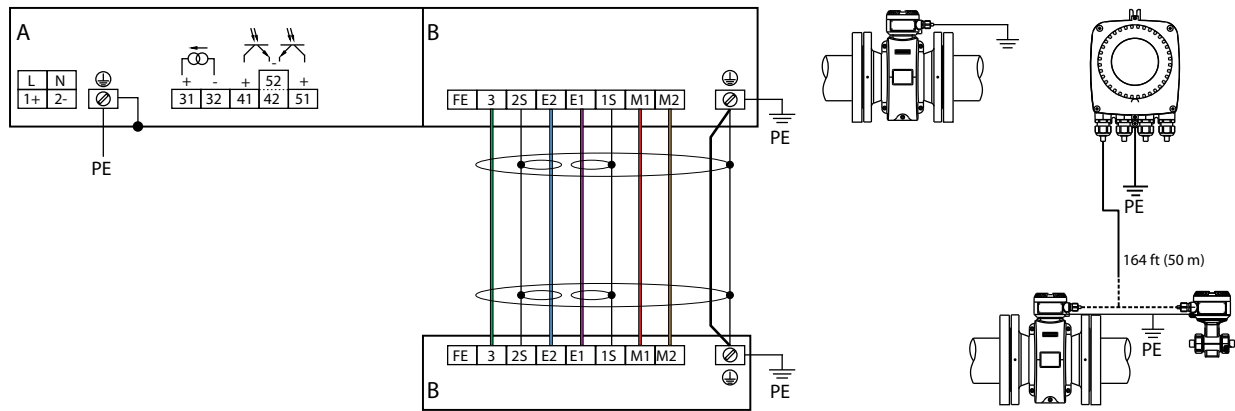 A
L N
1+ 2-
PE
+ - + - +
52
31 32 41 42 51
B
FE 3 2S E2 E1 1S M1 M2
PE
FE 3 2S E2 E1 1S M1 M2
PE
B
PE
164 ft (50 m)
PE